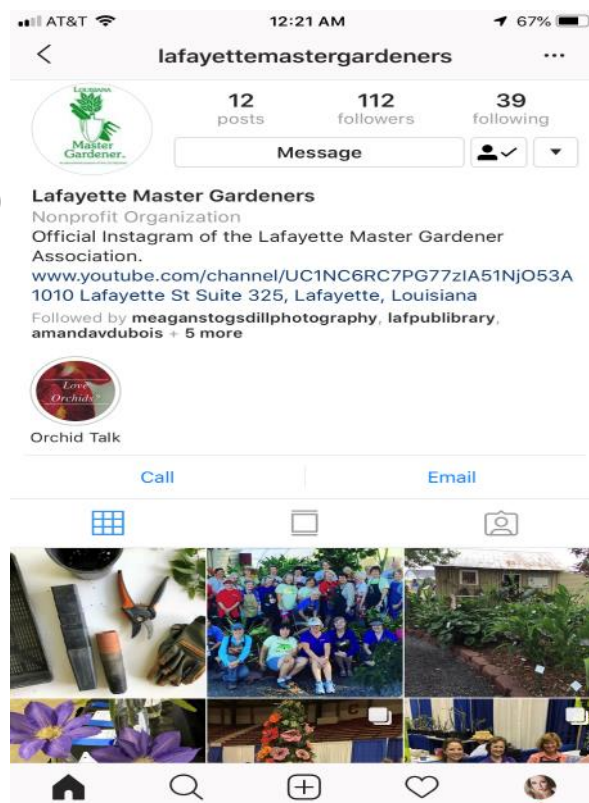 AT&T 12:21 AM 67%
lafayettemastergardeners
LOUISIANA
Master
Gardener
12 112 39
posts followers following
Message
Lafayette Master Gardeners
Nonprofit Organization
Official Instagram of the Lafayette Master Gardener
Association.
www.youtube.com/channel/UC1NC6RC7PG77zIA51NjO53A
1010 Lafayette St Suite 325, Lafayette, Louisiana
Followed by meaganstogsdillphotography, lafpublibrary,
amandavdubois + 5 more
Love
Orchids?
Orchid Talk
Call Email